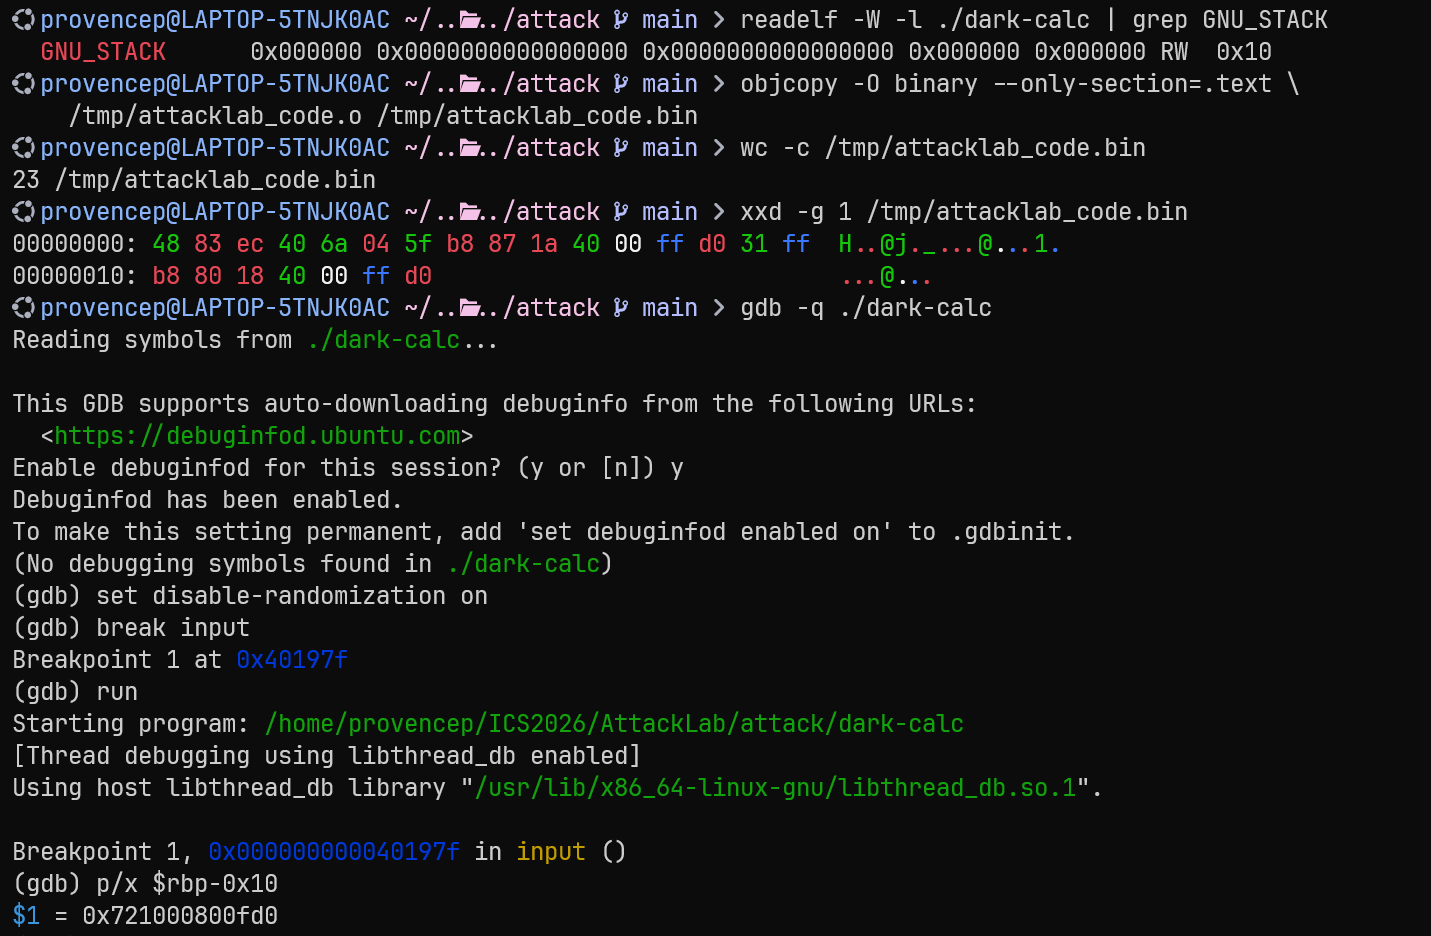 provencep@LAPTOP-5TNJK0AC ~/../attack main > readelf -W -l ./dark-calc | grep GNU_STACK
  GNU_STACK      0x000000 0x0000000000000000 0x0000000000000000 0x000000 0x000000 RW  0x10
provencep@LAPTOP-5TNJK0AC ~/../attack main > objcopy -O binary --only-section=.text \
    /tmp/attacklab_code.o /tmp/attacklab_code.bin
provencep@LAPTOP-5TNJK0AC ~/../attack main > wc -c /tmp/attacklab_code.bin
23 /tmp/attacklab_code.bin
provencep@LAPTOP-5TNJK0AC ~/../attack main > xxd -g 1 /tmp/attacklab_code.bin
00000000: 48 83 ec 40 6a 04 5f b8 87 1a 40 00 ff d0 31 ff  H..@j._...@...1.
00000010: b8 80 18 40 00 ff d0                             ...@...
provencep@LAPTOP-5TNJK0AC ~/../attack main > gdb -q ./dark-calc
Reading symbols from ./dark-calc...

This GDB supports auto-downloading debuginfo from the following URLs:
  <https://debuginfod.ubuntu.com>
Enable debuginfod for this session? (y or [n]) y
Debuginfod has been enabled.
To make this setting permanent, add 'set debuginfod enabled on' to .gdbinit.
(No debugging symbols found in ./dark-calc)
(gdb) set disable-randomization on
(gdb) break input
Breakpoint 1 at 0x40197f
(gdb) run
Starting program: /home/provencep/ICS2026/AttackLab/attack/dark-calc
[Thread debugging using libthread_db enabled]
Using host libthread_db library "/usr/lib/x86_64-linux-gnu/libthread_db.so.1".

Breakpoint 1, 0x000000000040197f in input ()
(gdb) p/x $rbp-0x10
$1 = 0x721000800fd0